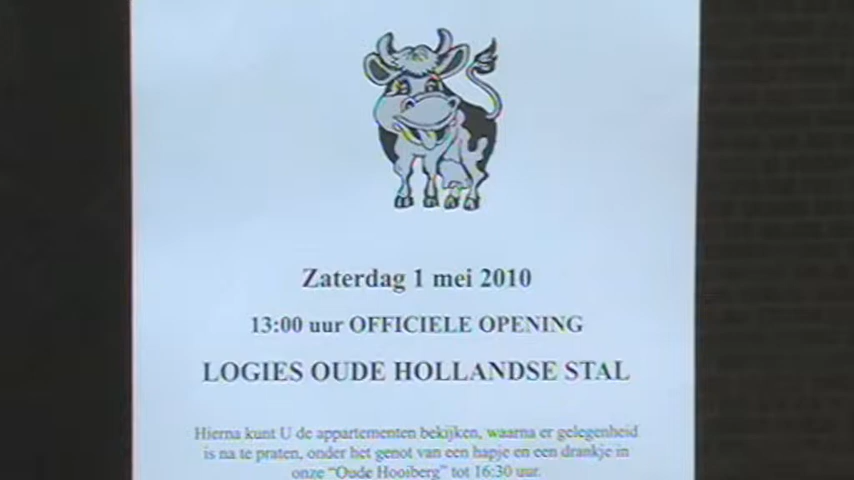 Zaterdag 1 mei 2010
13:00 uur OFFICIELE OPENING
LOGIES OUDE HOLLANDSE STAL
Hierna kunt U de appartementen bekijken, waarna er gelegenheid
is na te praten, onder het genot van een hapje en een drankje in
onze "Oude Hooiberg" tot 16:30 uur.